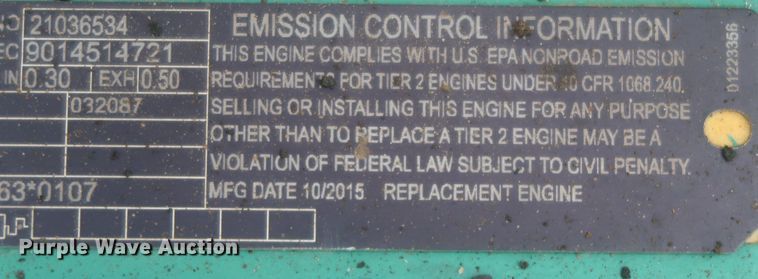 NO 21036534
EC 9014514721
IN 0.30 EXH 0.50
032087
63*0107
EMISSION CONTROL INFORMATION
THIS ENGINE COMPLIES WITH U.S. EPA NONROAD EMISSION
REQUIREMENTS FOR TIER 2 ENGINES UNDER 40 CFR 1068.240.
SELLING OR INSTALLING THIS ENGINE FOR ANY PURPOSE
OTHER THAN TO REPLACE A TIER 2 ENGINE MAY BE A
VIOLATION OF FEDERAL LAW SUBJECT TO CIVIL PENALTY.
MFG DATE 10/2015 REPLACEMENT ENGINE
01223356
Purple Wave Auction